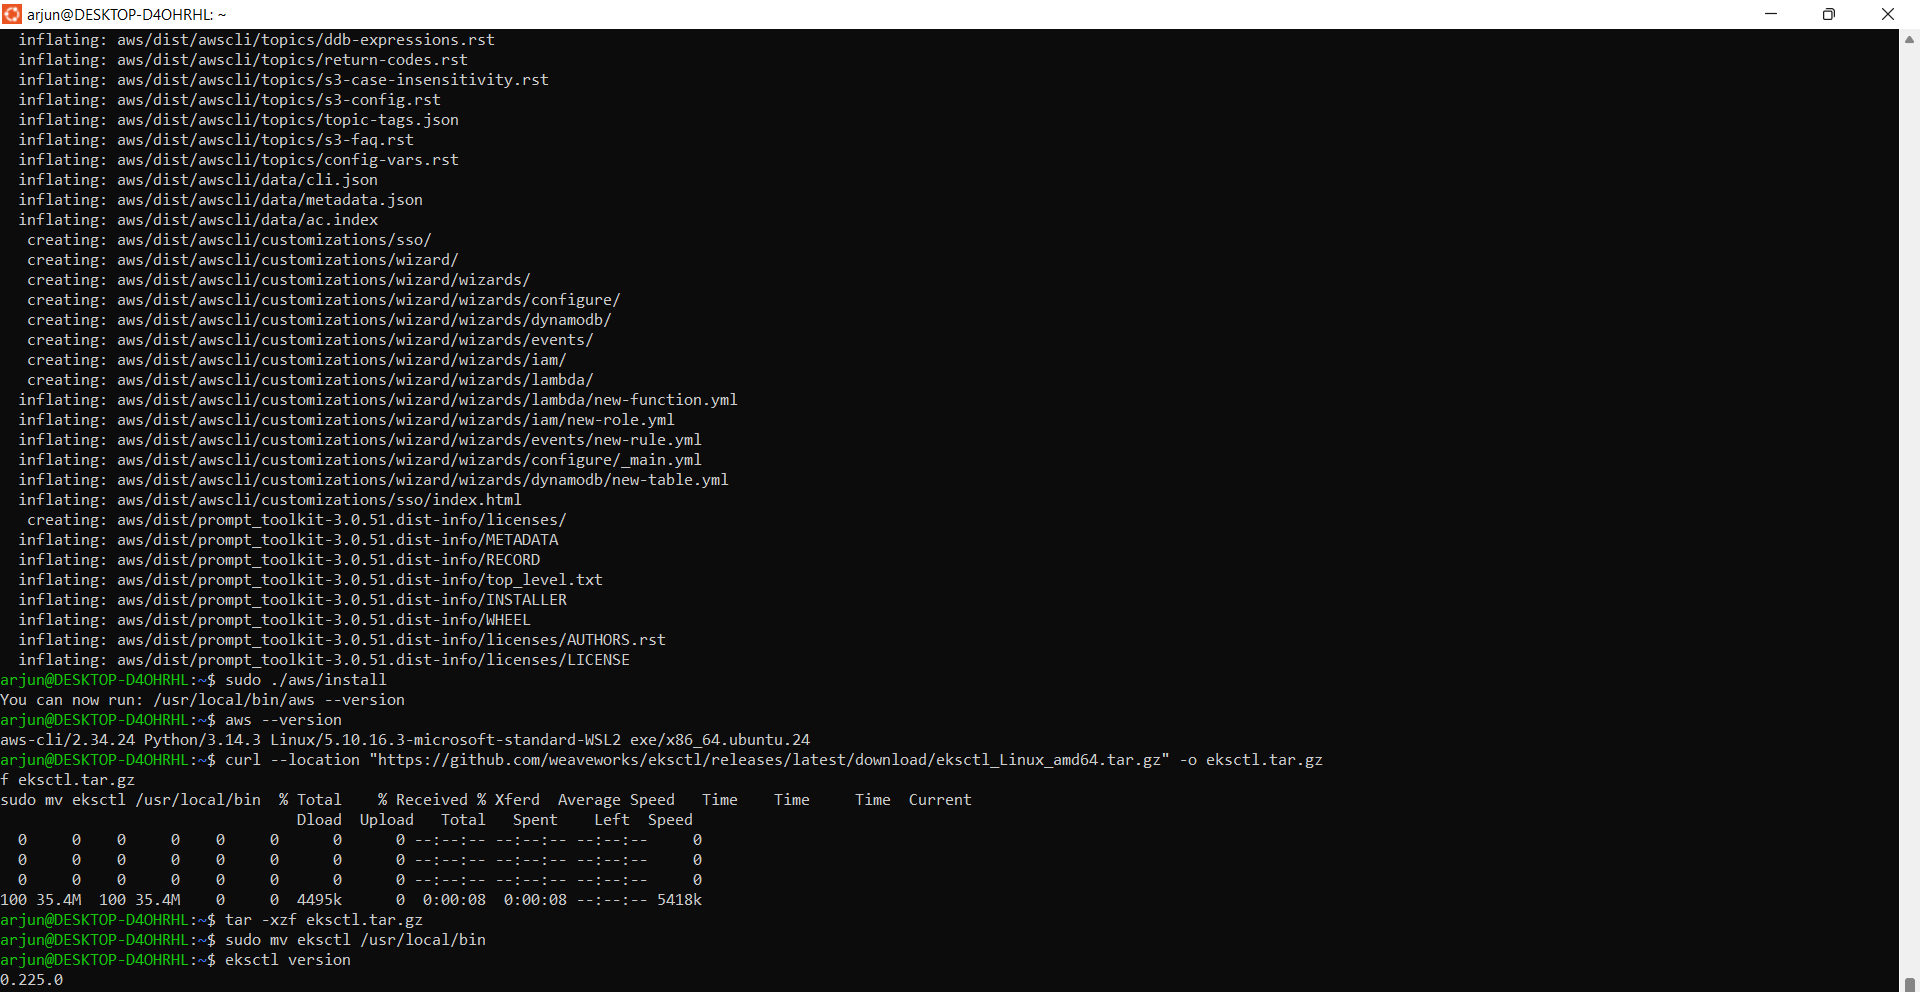 arjun@DESKTOP-D4OHRHL: ~
inflating: aws/dist/awscli/topics/ddb-expressions.rst
inflating: aws/dist/awscli/topics/return-codes.rst
inflating: aws/dist/awscli/topics/s3-case-insensitivity.rst
inflating: aws/dist/awscli/topics/s3-config.rst
inflating: aws/dist/awscli/topics/topic-tags.json
inflating: aws/dist/awscli/topics/s3-faq.rst
inflating: aws/dist/awscli/topics/config-vars.rst
inflating: aws/dist/awscli/data/cli.json
inflating: aws/dist/awscli/data/metadata.json
inflating: aws/dist/awscli/data/ac.index
creating: aws/dist/awscli/customizations/sso/
creating: aws/dist/awscli/customizations/wizard/
creating: aws/dist/awscli/customizations/wizard/wizards/
creating: aws/dist/awscli/customizations/wizard/wizards/configure/
creating: aws/dist/awscli/customizations/wizard/wizards/dynamodb/
creating: aws/dist/awscli/customizations/wizard/wizards/events/
creating: aws/dist/awscli/customizations/wizard/wizards/iam/
creating: aws/dist/awscli/customizations/wizard/wizards/lambda/
inflating: aws/dist/awscli/customizations/wizard/wizards/lambda/new-function.yml
inflating: aws/dist/awscli/customizations/wizard/wizards/iam/new-role.yml
inflating: aws/dist/awscli/customizations/wizard/wizards/events/new-rule.yml
inflating: aws/dist/awscli/customizations/wizard/wizards/configure/_main.yml
inflating: aws/dist/awscli/customizations/wizard/wizards/dynamodb/new-table.yml
inflating: aws/dist/awscli/customizations/sso/index.html
creating: aws/dist/prompt_toolkit-3.0.51.dist-info/licenses/
inflating: aws/dist/prompt_toolkit-3.0.51.dist-info/METADATA
inflating: aws/dist/prompt_toolkit-3.0.51.dist-info/RECORD
inflating: aws/dist/prompt_toolkit-3.0.51.dist-info/top_level.txt
inflating: aws/dist/prompt_toolkit-3.0.51.dist-info/INSTALLER
inflating: aws/dist/prompt_toolkit-3.0.51.dist-info/WHEEL
inflating: aws/dist/prompt_toolkit-3.0.51.dist-info/licenses/AUTHORS.rst
inflating: aws/dist/prompt_toolkit-3.0.51.dist-info/licenses/LICENSE
arjun@DESKTOP-D4OHRHL:~$ sudo ./aws/install
You can now run: /usr/local/bin/aws --version
arjun@DESKTOP-D4OHRHL:~$ aws --version
aws-cli/2.34.24 Python/3.14.3 Linux/5.10.16.3-microsoft-standard-WSL2 exe/x86_64.ubuntu.24
arjun@DESKTOP-D4OHRHL:~$ curl --location "https://github.com/weaveworks/eksctl/releases/latest/download/eksctl_Linux_amd64.tar.gz" -o eksctl.tar.gz
f eksctl.tar.gz
sudo mv eksctl /usr/local/bin  % Total    % Received % Xferd  Average Speed   Time    Time     Time  Current
Dload  Upload   Total   Spent    Left  Speed
0     0    0     0    0     0      0      0 --:--:-- --:--:-- --:--:--     0
0     0    0     0    0     0      0      0 --:--:-- --:--:-- --:--:--     0
0     0    0     0    0     0      0      0 --:--:-- --:--:-- --:--:--     0
100 35.4M  100 35.4M    0     0  4495k      0  0:00:08  0:00:08 --:--:-- 5418k
arjun@DESKTOP-D4OHRHL:~$ tar -xzf eksctl.tar.gz
arjun@DESKTOP-D4OHRHL:~$ sudo mv eksctl /usr/local/bin
arjun@DESKTOP-D4OHRHL:~$ eksctl version
0.225.0